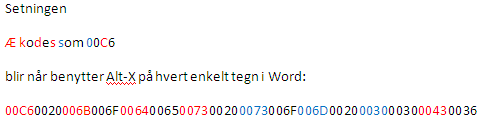 Setningen
Æ kodes som 00C6
blir når benytter Alt-X på hvert enkelt tegn i Word:
00C60020006B006F00640065007300200073006F006D00200030003000430036